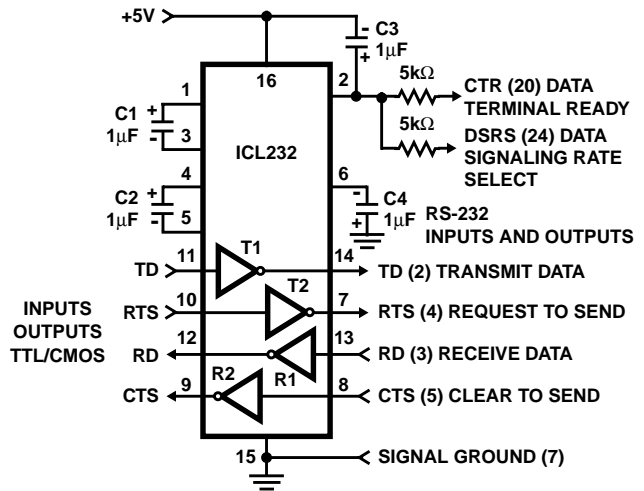 +5V
- C3
1μF
+
16
1
2
5kΩ
CTR (20) DATA
TERMINAL READY
C1 +
1μF -
3
5kΩ
DSRS (24) DATA
SIGNALING RATE
SELECT
ICL232
4
C2 +
1μF -
5
6
- C4
+ 1μF
RS-232
INPUTS AND OUTPUTS
T1
TD 11
14 TD (2) TRANSMIT DATA
T2
INPUTS
OUTPUTS
TTL/CMOS
RTS 10
7 RTS (4) REQUEST TO SEND
RD 12
13 RD (3) RECEIVE DATA
R1
CTS 9
R2
8 CTS (5) CLEAR TO SEND
15
SIGNAL GROUND (7)